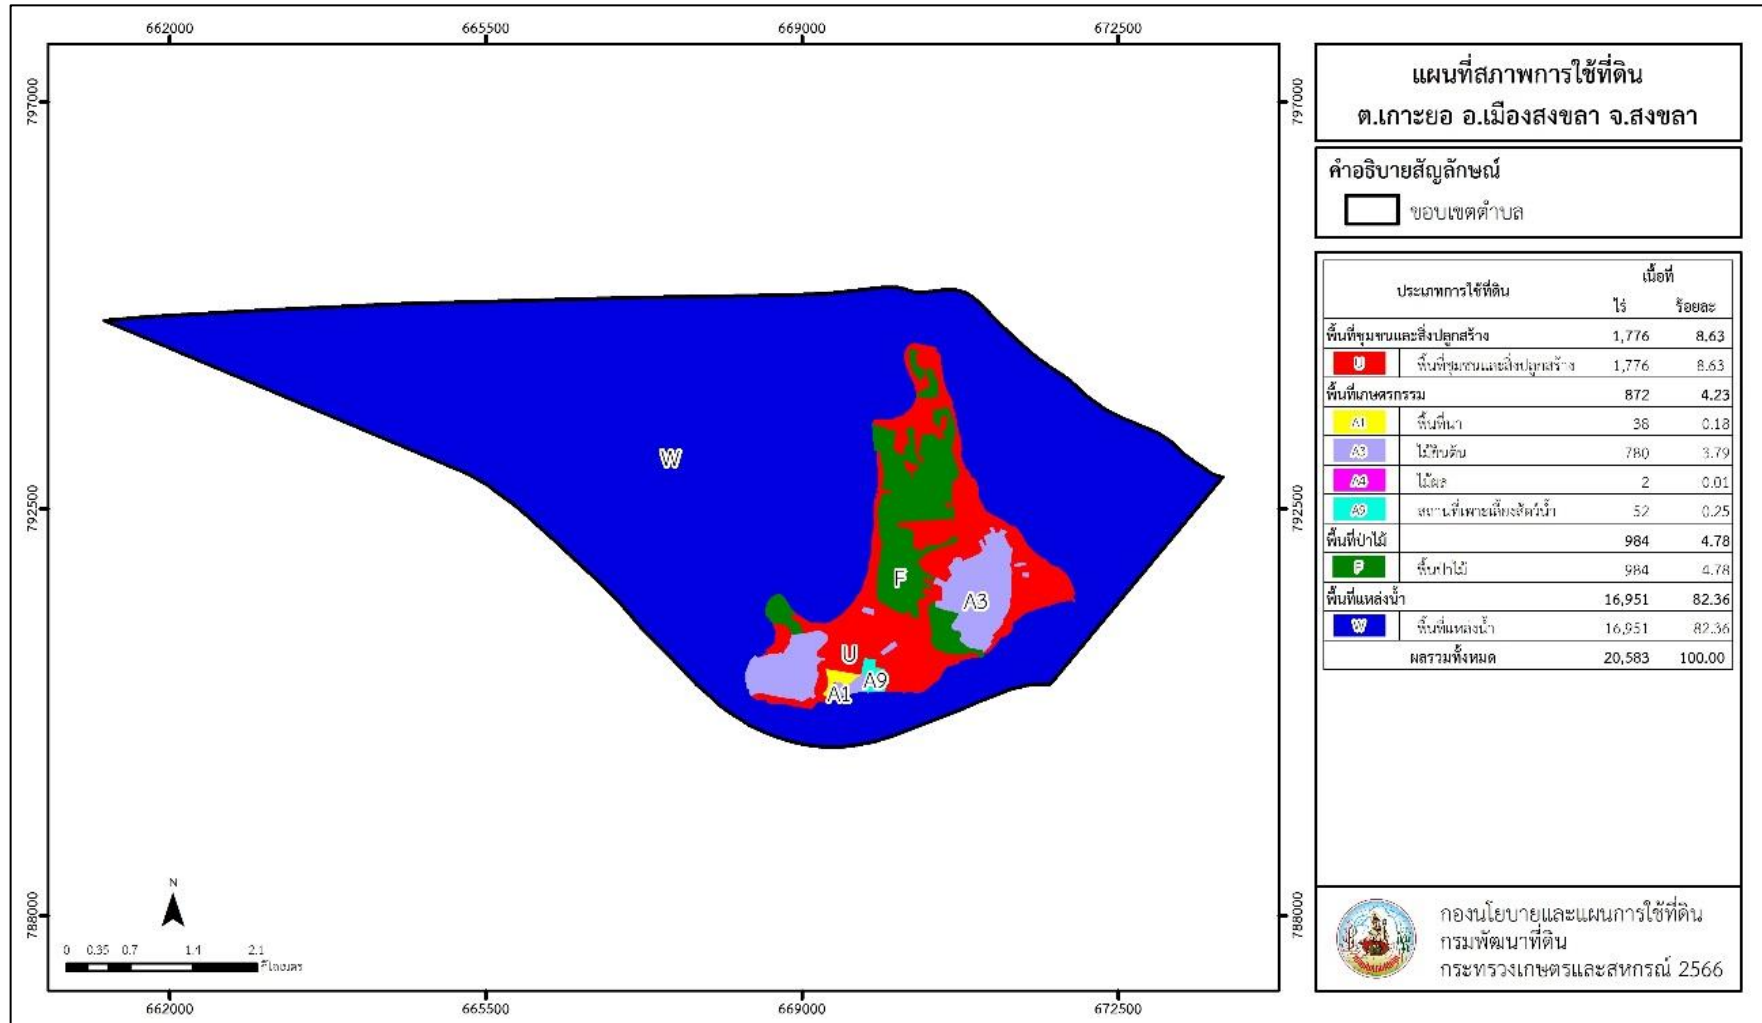 662000 665500 669000 672500
797000 797000
792500 792500
788000 788000
662000 665500 669000 672500
W
F
A3
U
A9
A1
N
0 0.35 0.7 1.4 2.1
กิโลเมตร
แผนที่สภาพการใช้ที่ดิน
ต.เกาะยอ อ.เมืองสงขลา จ.สงขลา
คำอธิบายสัญลักษณ์
ขอบเขตตำบล
ประเภทการใช้ที่ดิน เนื้อที่
ไร่ ร้อยละ
พื้นที่ชุมชนและสิ่งปลูกสร้าง 1,776 8.63
U พื้นที่ชุมชนและสิ่งปลูกสร้าง 1,776 8.63
พื้นที่เกษตรกรรม 872 4.23
A1 พื้นที่นา 38 0.18
A3 ไม้ยืนต้น 780 3.79
A4 ไม้ผล 2 0.01
A9 สถานที่เพาะเลี้ยงสัตว์น้ำ 52 0.25
พื้นที่ป่าไม้ 984 4.78
F พื้นที่ป่าไม้ 984 4.78
พื้นที่แหล่งน้ำ 16,951 82.36
W พื้นที่แหล่งน้ำ 16,951 82.36
ผลรวมทั้งหมด 20,583 100.00
กองนโยบายและแผนการใช้ที่ดิน
กรมพัฒนาที่ดิน
กระทรวงเกษตรและสหกรณ์ 2566